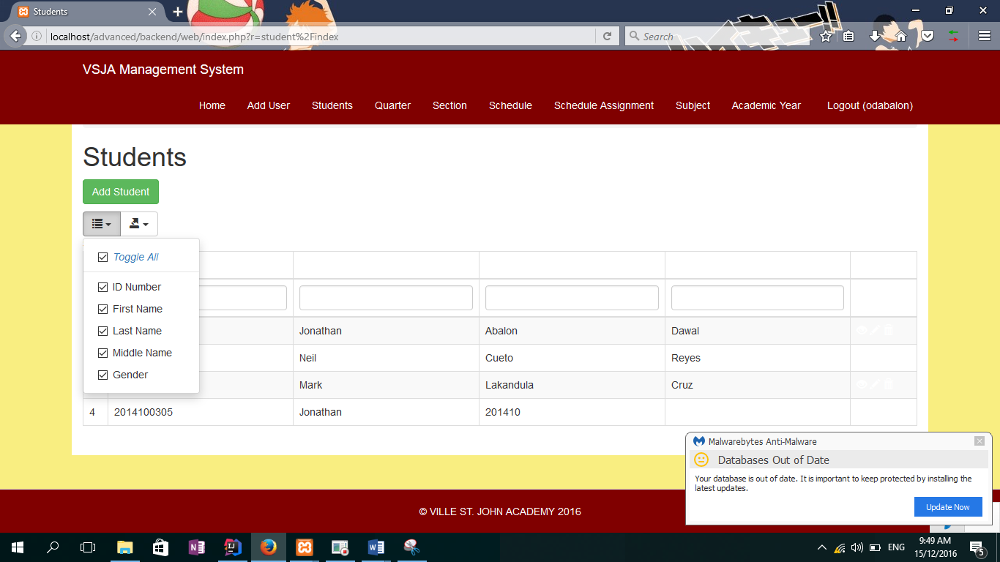 Students
localhost/advanced/backend/web/index.php?r=student%2Findex
Search
VSJA Management System
Home Add User Students Quarter Section Schedule Schedule Assignment Subject Academic Year Logout (odabalon)
Students
Add Student
Toggle All
ID Number
First Name
Last Name
Middle Name
Gender
Jonathan Abalon Dawal
Neil Cueto Reyes
Mark Lakandula Cruz
4 2014100305 Jonathan 201410
Malwarebytes Anti-Malware
Databases Out of Date
Your database is out of date. It is important to keep protected by installing the
latest updates.
Update Now
© VILLE ST. JOHN ACADEMY 2016
ENG
9:49 AM
15/12/2016
5